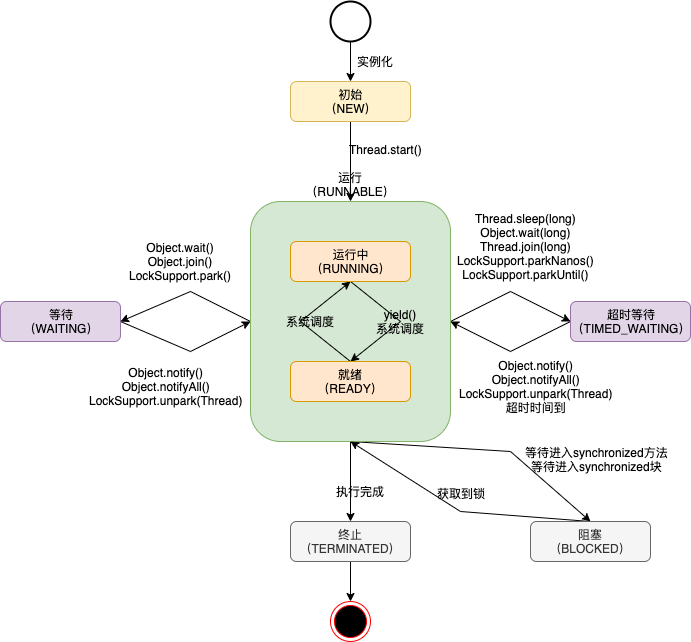 实例化
初始
(NEW)
Thread.start()
运行
(RUNNABLE)
Thread.sleep(long)
Object.wait(long)
Thread.join(long)
LockSupport.parkNanos()
LockSupport.parkUntil()
Object.wait()
Object.join()
LockSupport.park()
运行中
(RUNNING)
等待
(WAITING)
系统调度
yield()
系统调度
超时等待
(TIMED_WAITING)
就绪
(READY)
Object.notify()
Object.notifyAll()
LockSupport.unpark(Thread)
Object.notify()
Object.notifyAll()
LockSupport.unpark(Thread)
超时时间到
等待进入synchronized方法
等待进入synchronized块
执行完成
获取到锁
终止
(TERMINATED)
阻塞
(BLOCKED)